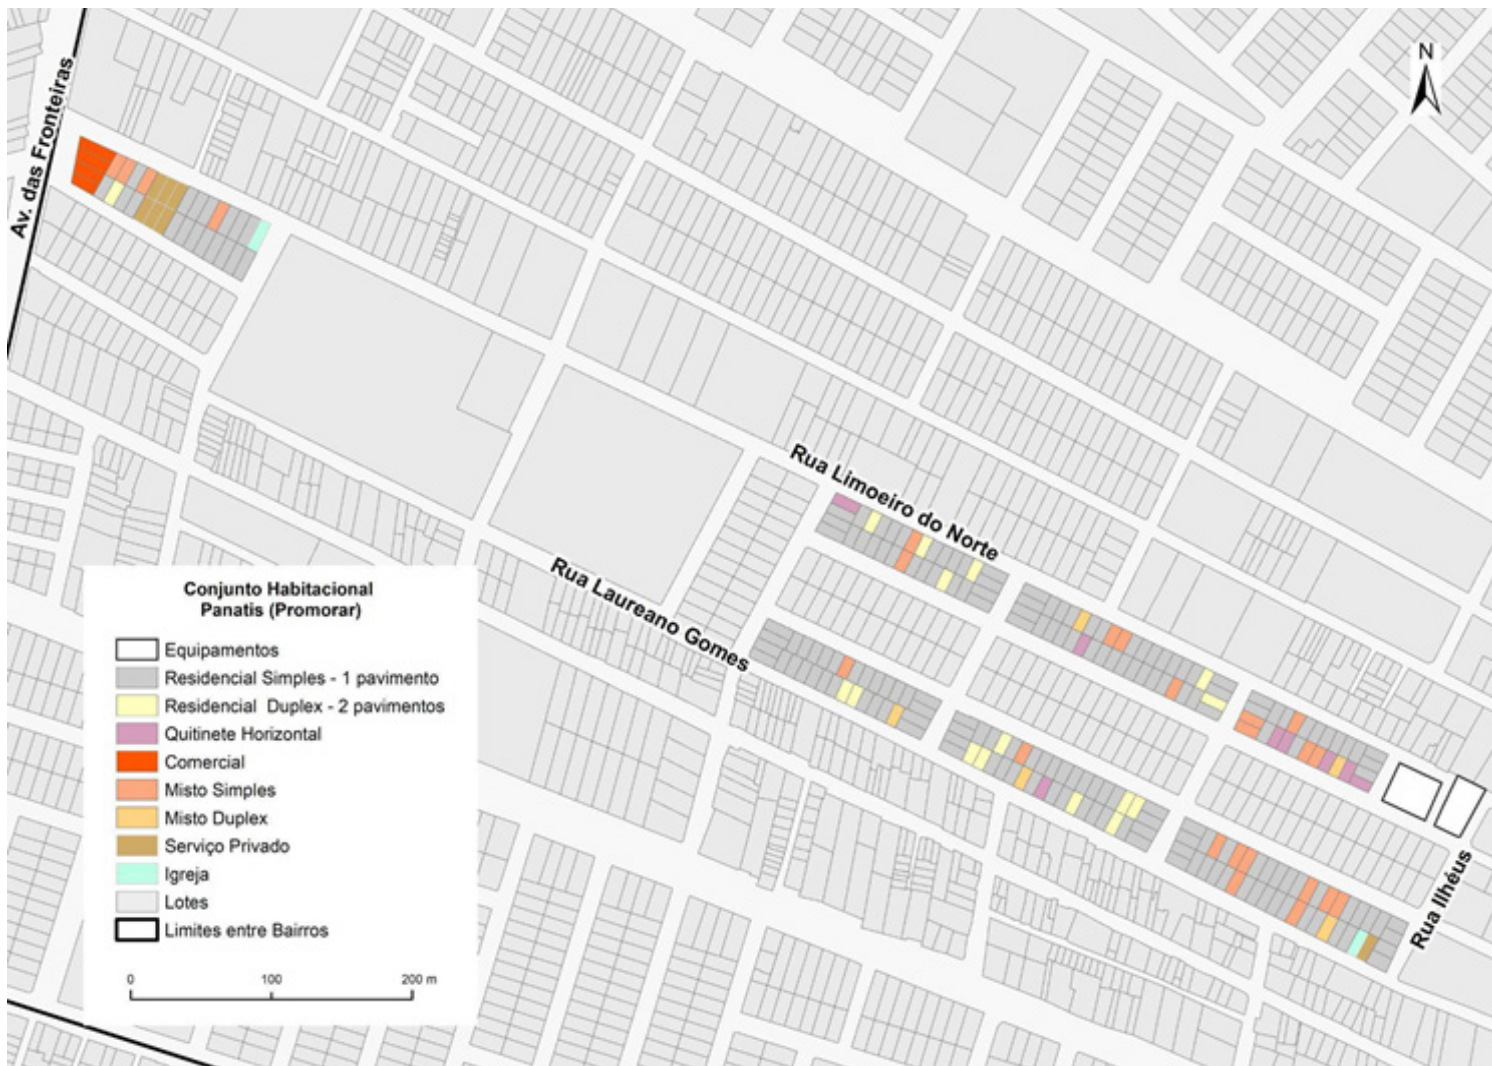 N
Av. das Fronteiras
Rua Limoeiro do Norte
Rua Laureano Gomes
Rua Ilhéus
Conjunto Habitacional
Panatis (Promorar)
Equipamentos
Residencial Simples - 1 pavimento
Residencial Duplex - 2 pavimentos
Quitinete Horizontal
Comercial
Misto Simples
Misto Duplex
Serviço Privado
Igreja
Lotes
Limites entre Bairros
0 100 200 m